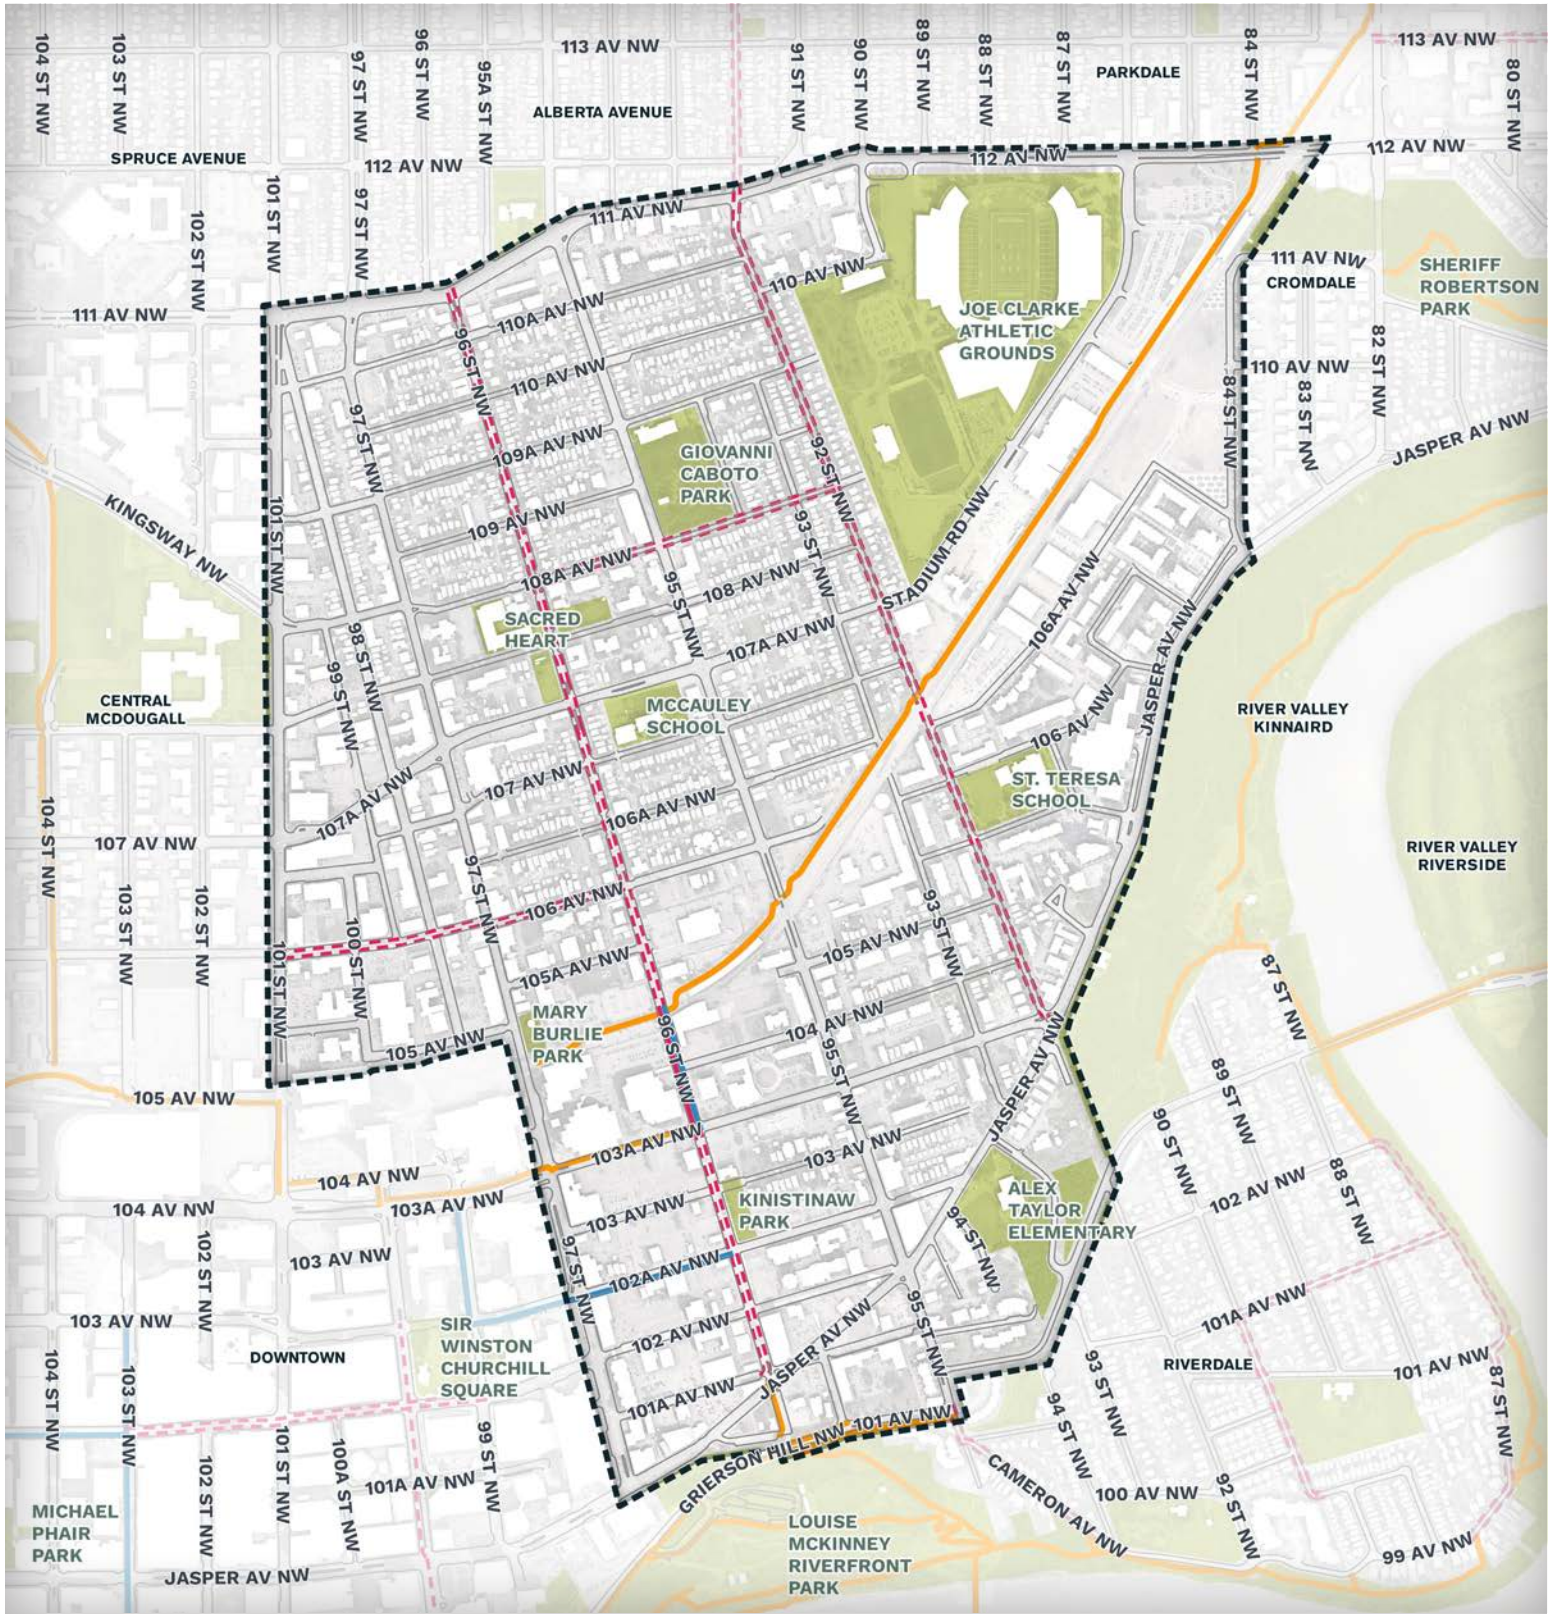 104 ST NW
103 ST NW
97 ST NW
96 ST NW
95A ST NW
113 AV NW
91 ST NW
90 ST NW
89 ST NW
88 ST NW
87 ST NW
PARKDALE
84 ST NW
113 AV NW
80 ST NW
ALBERTA AVENUE
SPRUCE AVENUE
112 AV NW
112 AV NW
112 AV NW
101 ST NW
102 ST NW
97 ST NW
111 AV NW
111 AV NW
110 AV NW
111 AV NW
CROMDALE
SHERIFF
ROBERTSON
PARK
110A AV NW
JOE CLARKE
ATHLETIC
GROUNDS
96 ST NW
110 AV NW
110 AV NW
82 ST NW
83 ST NW
84 ST NW
JASPER AV NW
97 ST NW
109A AV NW
GIOVANNI
CABOTO
PARK
92 ST NW
KINGSWAY NW
101 ST NW
109 AV NW
93 ST NW
STADIUM RD NW
108A AV NW
95 ST NW
108 AV NW
106A AV NW
SACRED
HEART
107A AV NW
98 ST NW
99 ST NW
JASPER AV NW
CENTRAL
MCDOUGALL
MCCAULEY
SCHOOL
RIVER VALLEY
KINNAIRD
106 AV NW
107 AV NW
107A AV NW
ST. TERESA
SCHOOL
104 ST NW
107 AV NW
106A AV NW
RIVER VALLEY
RIVERSIDE
103 ST NW
102 ST NW
97 ST NW
106 AV NW
93 ST NW
100 ST NW
101 ST NW
105A AV NW
105 AV NW
87 ST NW
MARY
BURLIE
PARK
96 ST NW
104 AV NW
95 ST NW
105 AV NW
JASPER AV NW
89 ST NW
105 AV NW
90 ST NW
103A AV NW
103 AV NW
88 ST NW
104 AV NW
103A AV NW
104 AV NW
102 AV NW
KINISTINAW
PARK
ALEX
TAYLOR
ELEMENTARY
103 AV NW
94 ST NW
102 ST NW
103 AV NW
97 ST NW
102A AV NW
103 AV NW
SIR
WINSTON
CHURCHILL
SQUARE
102 AV NW
JASPER AV NW
95 ST NW
101A AV NW
DOWNTOWN
RIVERDALE
104 ST NW
103 ST NW
101A AV NW
93 ST NW
101 AV NW
87 ST NW
101 AV NW
94 ST NW
GRIERSON HILL NW
101 ST NW
100A ST NW
99 ST NW
102 ST NW
101A AV NW
CAMERON AV NW
100 AV NW
92 ST NW
MICHAEL
PHAIR
PARK
LOUISE
MCKINNEY
RIVERFRONT
PARK
99 AV NW
JASPER AV NW